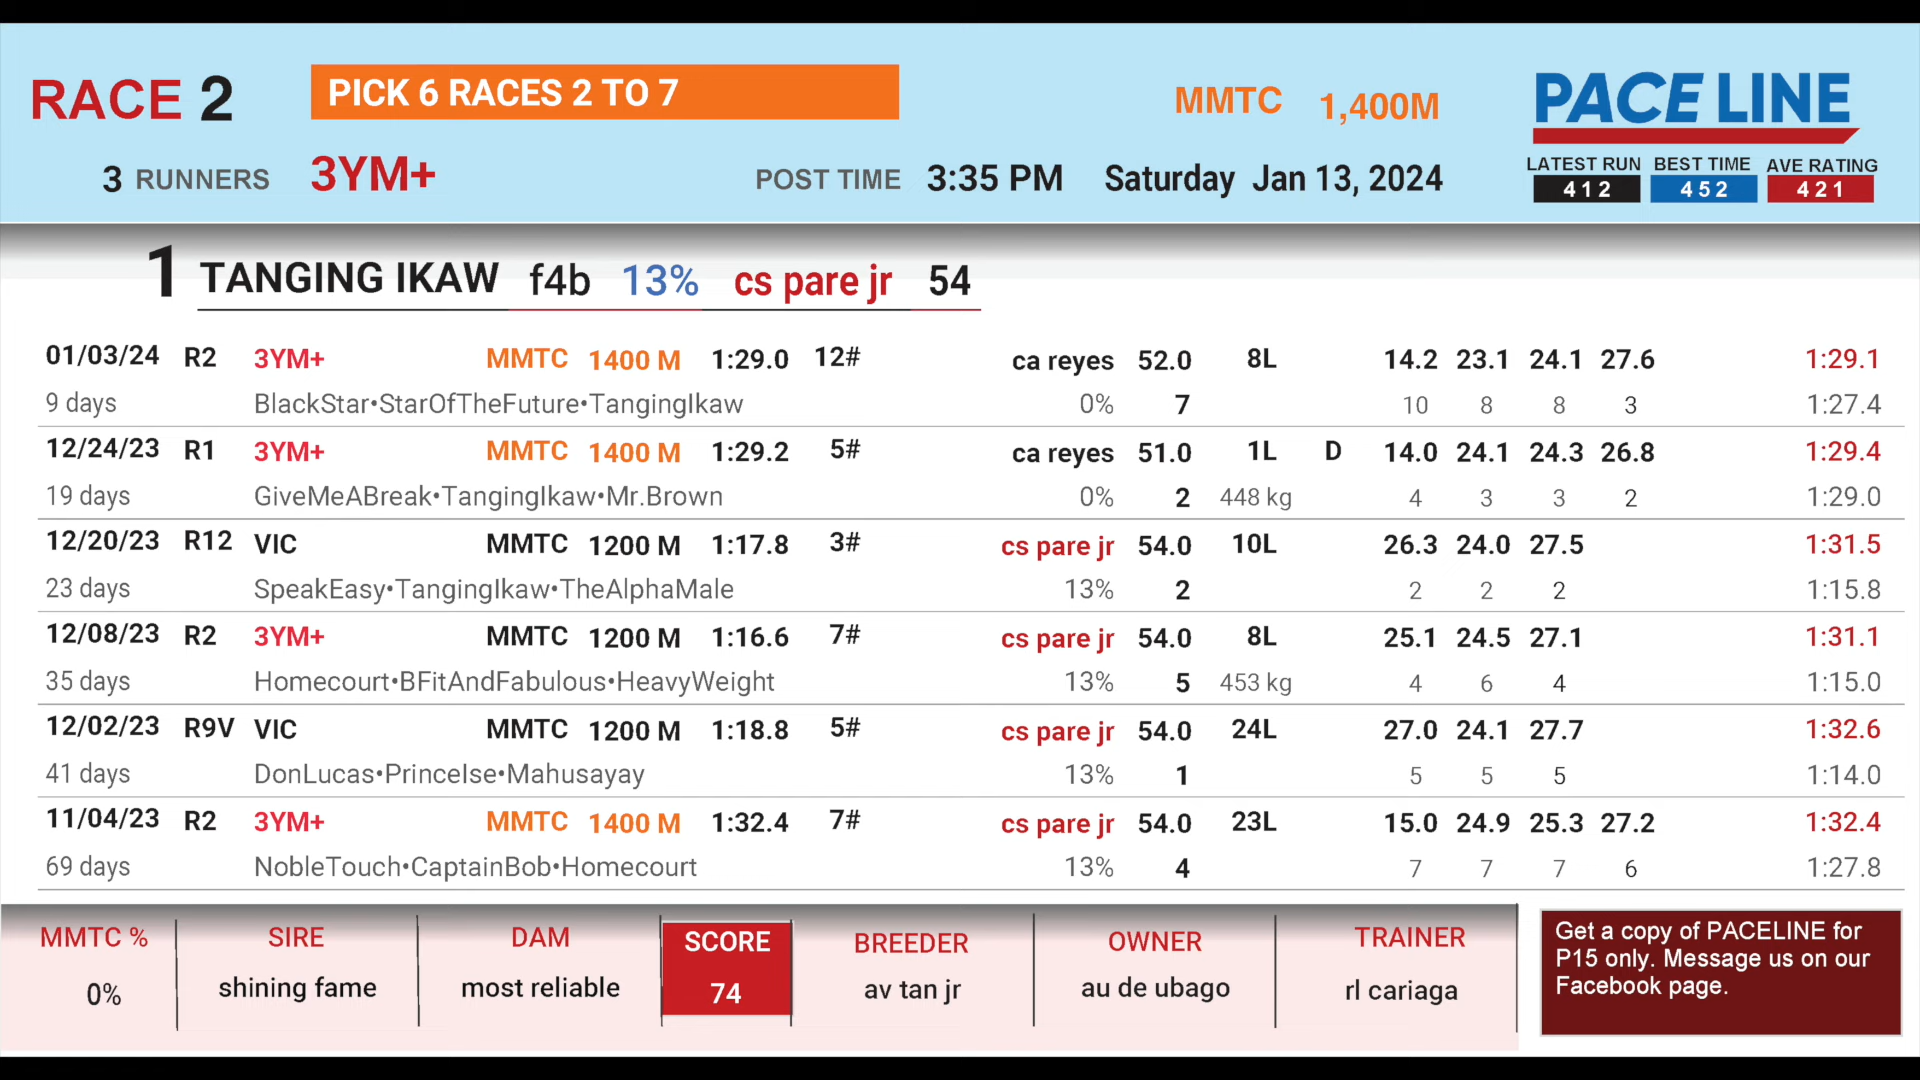 RACE 2 PICK 6 RACES 2 TO 7 MMTC 1,400M PACE LINE
3 RUNNERS 3YM+ POST TIME 3:35 PM Saturday Jan 13, 2024
LATEST RUN BEST TIME AVE RATING
412 452 421
1 TANGING IKAW f4b 13% cs pare jr 54
01/03/24 R2 3YM+ MMTC 1400 M 1:29.0 12# ca reyes 52.0 8L 14.2 23.1 24.1 27.6 1:29.1
9 days BlackStar•StarOfTheFuture•TangingIkaw 0% 7 10 8 8 3 1:27.4
12/24/23 R1 3YM+ MMTC 1400 M 1:29.2 5# ca reyes 51.0 1L D 14.0 24.1 24.3 26.8 1:29.4
19 days GiveMeABreak•TangingIkaw•Mr.Brown 0% 2 448 kg 4 3 3 2 1:29.0
12/20/23 R12 VIC MMTC 1200 M 1:17.8 3# cs pare jr 54.0 10L 26.3 24.0 27.5 1:31.5
23 days SpeakEasy•TangingIkaw•TheAlphaMale 13% 2 2 2 2 1:15.8
12/08/23 R2 3YM+ MMTC 1200 M 1:16.6 7# cs pare jr 54.0 8L 25.1 24.5 27.1 1:31.1
35 days Homecourt•BFitAndFabulous•HeavyWeight 13% 5 453 kg 4 6 4 1:15.0
12/02/23 R9V VIC MMTC 1200 M 1:18.8 5# cs pare jr 54.0 24L 27.0 24.1 27.7 1:32.6
41 days DonLucas•PrinceIse•Mahusayay 13% 1 5 5 5 1:14.0
11/04/23 R2 3YM+ MMTC 1400 M 1:32.4 7# cs pare jr 54.0 23L 15.0 24.9 25.3 27.2 1:32.4
69 days NobleTouch•CaptainBob•Homecourt 13% 4 7 7 7 6 1:27.8
MMTC % SIRE DAM SCORE BREEDER OWNER TRAINER
0% shining fame most reliable 74 av tan jr au de ubago rl cariaga
Get a copy of PACELINE for
P15 only. Message us on our
Facebook page.